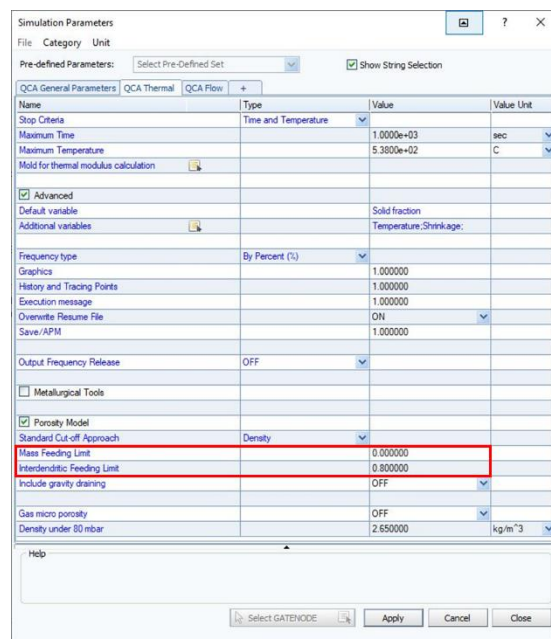 Simulation Parameters ? ×
File Category Unit
Pre-defined Parameters: Select Pre-Defined Set Show String Selection
QCA General Parameters QCA Thermal QCA Flow +
Name Type Value Value Unit
Stop Criteria Time and Temperature
Maximum Time 1.0000e+03 sec
Maximum Temperature 5.3800e+02 C
Mold for thermal modulus calculation
Advanced
Default variable Solid fraction
Additional variables Temperature;Shrinkage;
Frequency type By Percent (%)
Graphics 1.000000
History and Tracing Points 1.000000
Execution message 1.000000
Overwrite Resume File ON
Save/APM 1.000000
Output Frequency Release OFF
Metallurgical Tools
Porosity Model
Standard Cut-off Approach Density
Mass Feeding Limit 0.000000
Interdendritic Feeding Limit 0.800000
Include gravity draining OFF
Gas micro porosity OFF
Density under 80 mbar 2.650000 kg/m^3
Help
Select GATENODE Apply Cancel Close